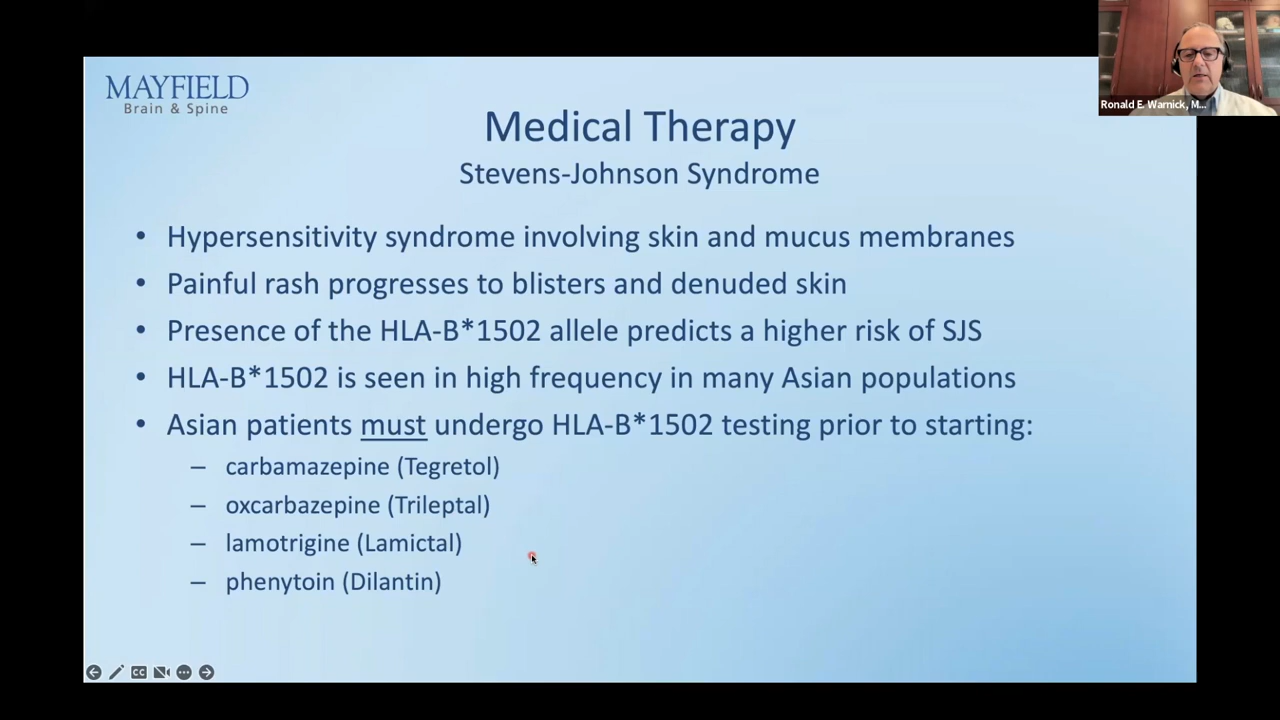 MAYFIELD
Brain & Spine
Ronald E. Warnick, M...
Medical Therapy
Stevens-Johnson Syndrome
• Hypersensitivity syndrome involving skin and mucus membranes
• Painful rash progresses to blisters and denuded skin
• Presence of the HLA-B*1502 allele predicts a higher risk of SJS
• HLA-B*1502 is seen in high frequency in many Asian populations
• Asian patients must undergo HLA-B*1502 testing prior to starting:
– carbamazepine (Tegretol)
– oxcarbazepine (Trileptal)
– lamotrigine (Lamictal)
– phenytoin (Dilantin)
CC